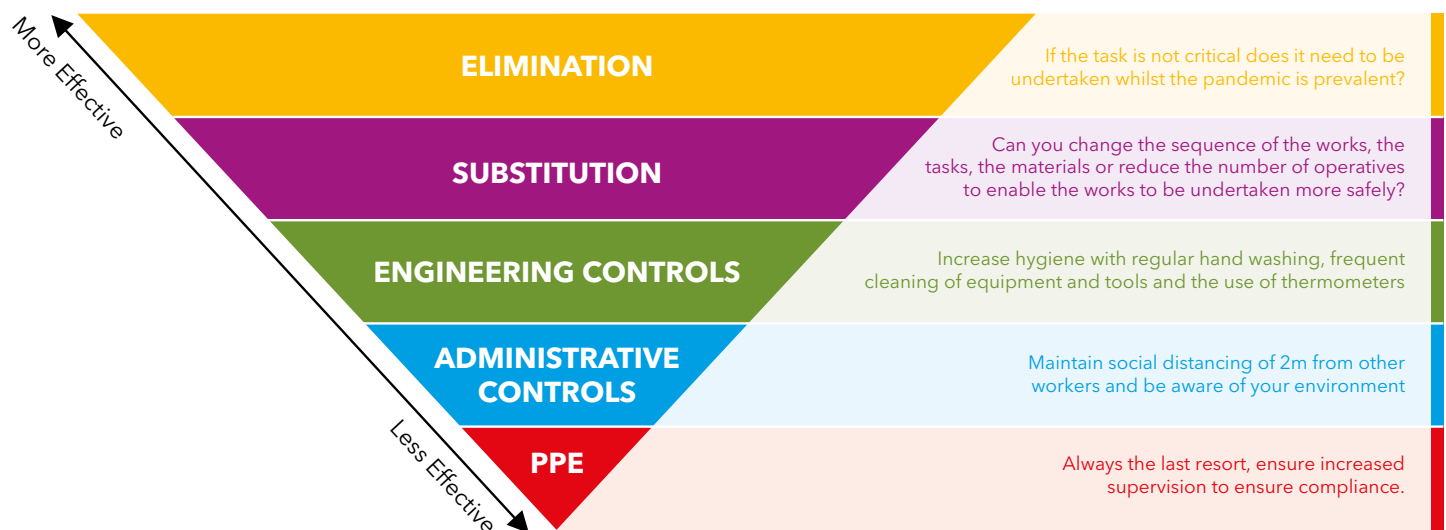 More Effective
ELIMINATION
If the task is not critical does it need to be
undertaken whilst the pandemic is prevalent?
SUBSTITUTION
Can you change the sequence of the works, the
tasks, the materials or reduce the number of operatives
to enable the works to be undertaken more safely?
ENGINEERING CONTROLS
Increase hygiene with regular hand washing, frequent
cleaning of equipment and tools and the use of thermometers
ADMINISTRATIVE
CONTROLS
Maintain social distancing of 2m from other
workers and be aware of your environment
Less Effective
PPE
Always the last resort, ensure increased
supervision to ensure compliance.